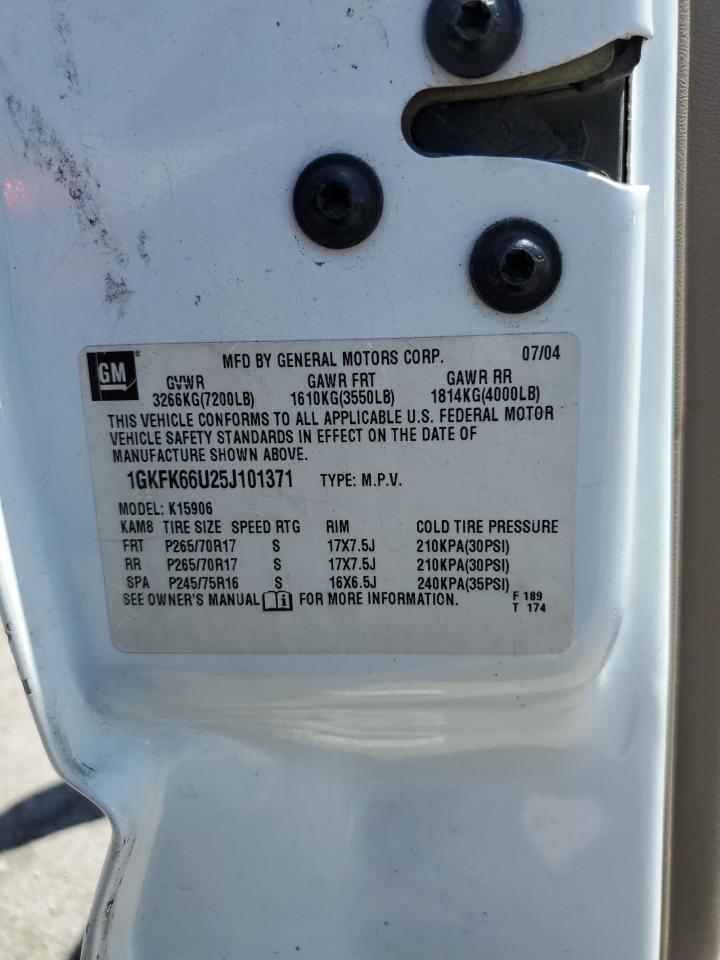 GM
MFD BY GENERAL MOTORS CORP. 07/04
GVWR GAWR FRT GAWR RR
3266KG(7200LB) 1610KG(3550LB) 1814KG(4000LB)
THIS VEHICLE CONFORMS TO ALL APPLICABLE U.S. FEDERAL MOTOR
VEHICLE SAFETY STANDARDS IN EFFECT ON THE DATE OF
MANUFACTURE SHOWN ABOVE.
1GKFK66U25J101371 TYPE: M.P.V.
MODEL: K15906
KAM8 TIRE SIZE SPEED RTG RIM COLD TIRE PRESSURE
FRT P265/70R17 S 17X7.5J 210KPA(30PSI)
RR P265/70R17 S 17X7.5J 210KPA(30PSI)
SPA P245/75R16 S 16X6.5J 240KPA(35PSI)
SEE OWNER'S MANUAL FOR MORE INFORMATION. F 189
T 174